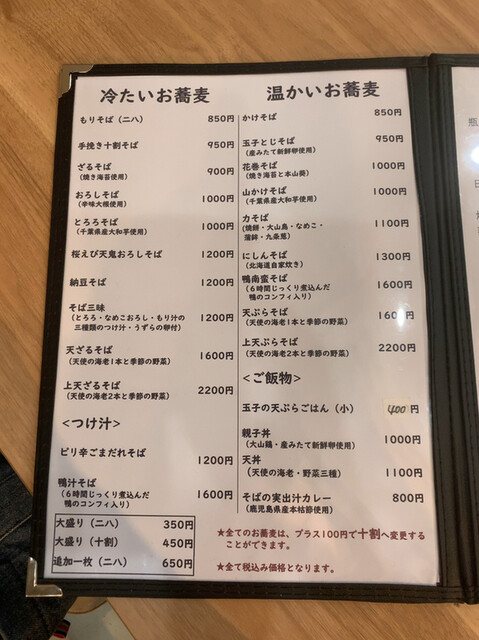 冷たいお蕎麦
もりそば（二八） 850円
手挽き十割そば 950円
ざるそば 900円
（焼き海苔使用）
おろしそば 1000円
（辛味大根使用）
とろろそば 1000円
（千葉県産大和芋使用）
桜えび天鬼おろしそば 1200円
納豆そば 1200円
そば三味 1200円
（とろろ・なめこおろし・もり汁の
三種類のつけ汁・うずらの卵付）
天ざるそば 1600円
（天使の海老1本と季節の野菜）
上天ざるそば 2200円
（天使の海老2本と季節の野菜）
<つけ汁>
ピリ辛ごまだれそば 1200円
鴨汁そば 1600円
（6時間じっくり煮込んだ
鴨のコンフィ入り）
大盛り（二八） 350円
大盛り（十割） 450円
追加一枚（二八） 650円
温かいお蕎麦
かけそば 850円
玉子とじそば 950円
（産みたて新鮮卵使用）
花巻そば 1000円
（焼き海苔と本山葵）
山かけそば 1000円
（千葉県産大和芋使用）
力そば 1100円
（焼餅・大山鳥・なめこ・
蒲鉾・九条葱）
にしんそば 1300円
（北海道自家炊き）
鴨南蛮そば 1600円
（6時間じっくり煮込んだ
鴨のコンフィ入り）
天ぷらそば 1600円
（天使の海老1本と季節の野菜）
上天ぷらそば 2200円
（天使の海老2本と季節の野菜）
<ご飯物>
玉子の天ぷらごはん（小） 400円
親子丼 1000円
（大山鶏・産みたて新鮮卵使用）
天丼 1100円
（天使の海老・野菜三種）
そばの実出汁カレー 800円
（鹿児島県産本枯節使用）
★全てのお蕎麦は、プラス100円で十割へ変更する
ことができます。
★全て税込み価格となります。
瓶